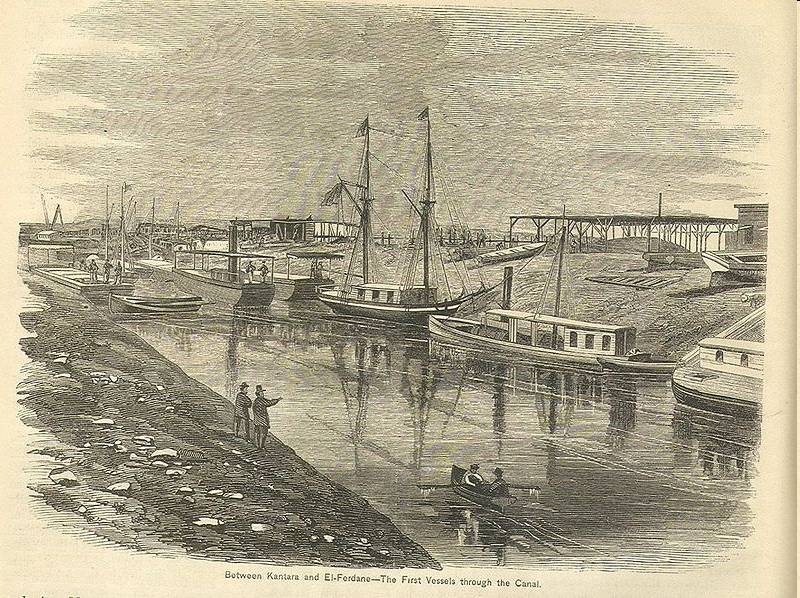 Between Kantara and El-Ferdane—The First Vessels through the Canal.